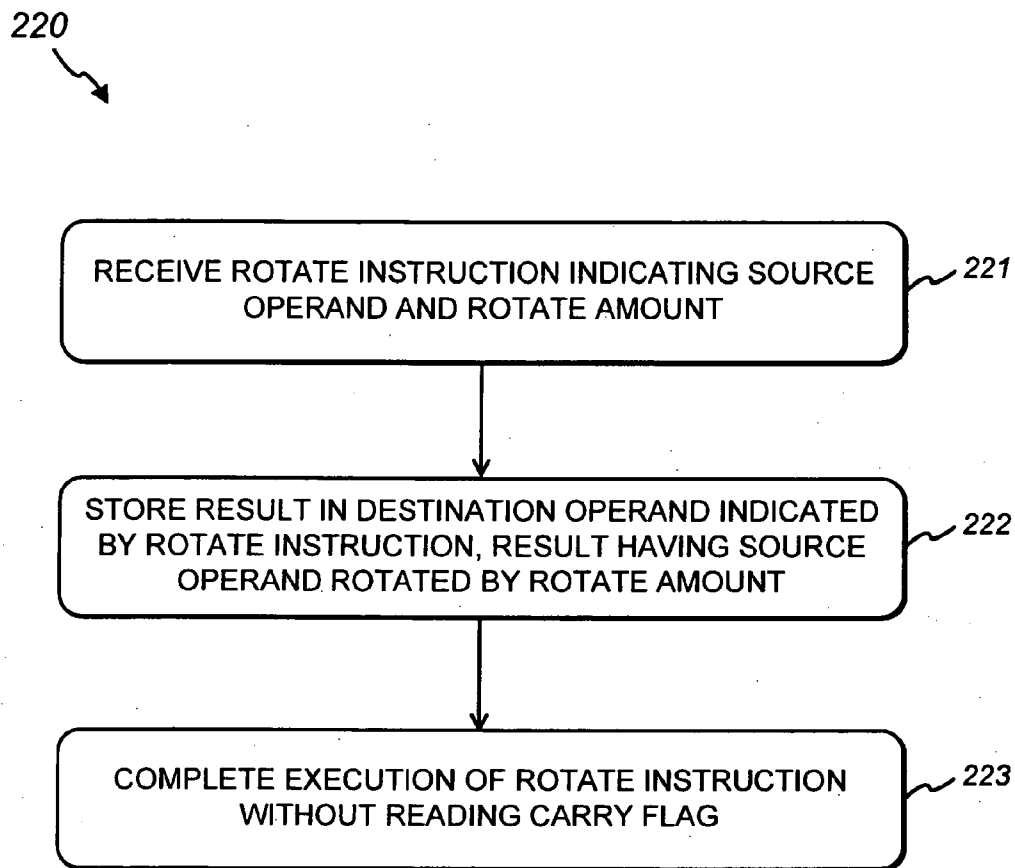 220
RECEIVE ROTATE INSTRUCTION INDICATING SOURCE
OPERAND AND ROTATE AMOUNT
221
STORE RESULT IN DESTINATION OPERAND INDICATED
BY ROTATE INSTRUCTION, RESULT HAVING SOURCE
OPERAND ROTATED BY ROTATE AMOUNT
222
COMPLETE EXECUTION OF ROTATE INSTRUCTION
WITHOUT READING CARRY FLAG
223